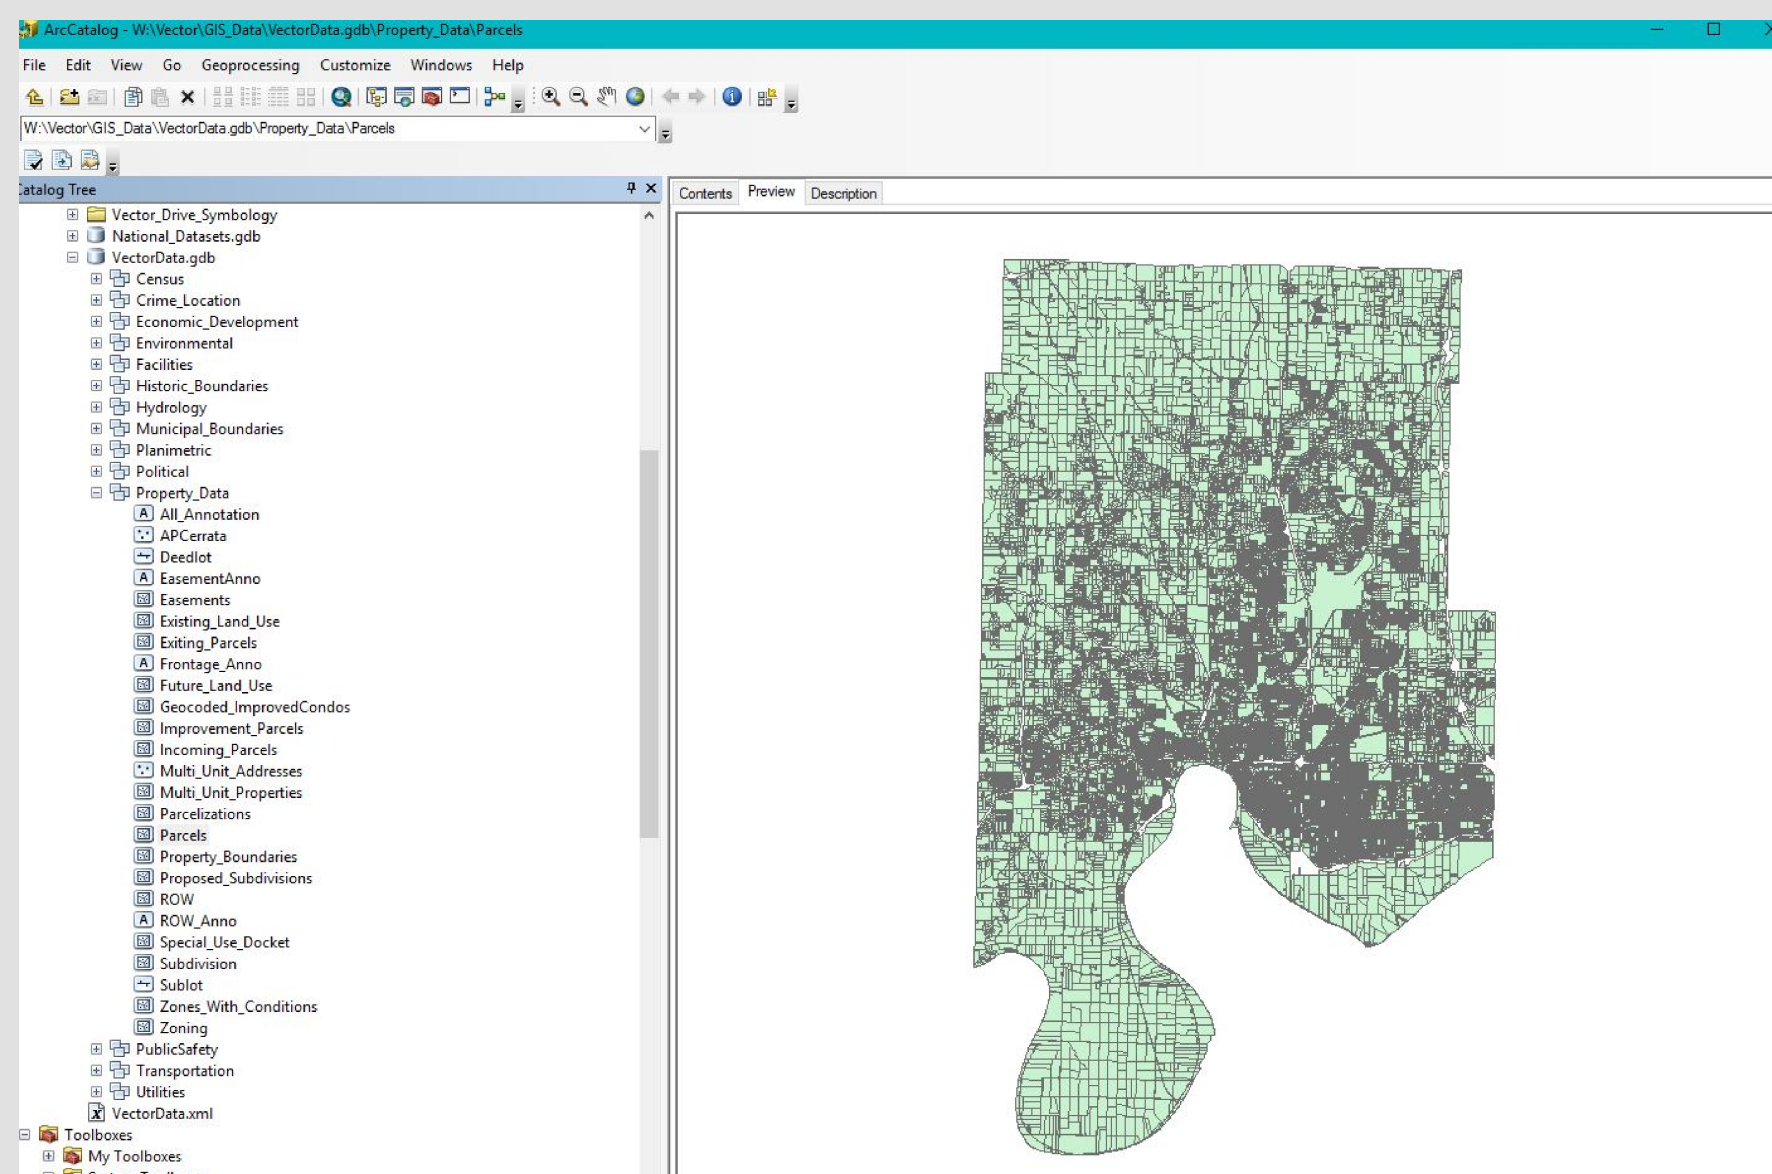 ArcCatalog - W:\Vector\GIS_Data\VectorData.gdb\Property_Data\Parcels
File Edit View Go Geoprocessing Customize Windows Help
W:\Vector\GIS_Data\VectorData.gdb\Property_Data\Parcels
Catalog Tree
Contents Preview Description
Vector_Drive_Symbology
National_Datasets.gdb
VectorData.gdb
Census
Crime_Location
Economic_Development
Environmental
Facilities
Historic_Boundaries
Hydrology
Municipal_Boundaries
Planimetric
Political
Property_Data
A All_Annotation
APCerrata
Deedlot
A EasementAnno
Easements
Existing_Land_Use
Exiting_Parcels
A Frontage_Anno
Future_Land_Use
Geocoded_ImprovedCondos
Improvement_Parcels
Incoming_Parcels
Multi_Unit_Addresses
Multi_Unit_Properties
Parcelizations
Parcels
Property_Boundaries
Proposed_Subdivisions
ROW
A ROW_Anno
Special_Use_Docket
Subdivision
Sublot
Zones_With_Conditions
Zoning
PublicSafety
Transportation
Utilities
VectorData.xml
Toolboxes
My Toolboxes